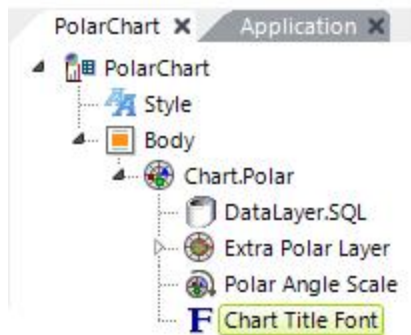 PolarChart Application
PolarChart
Style
Body
Chart.Polar
DataLayer.SQL
Extra Polar Layer
Polar Angle Scale
Chart Title Font